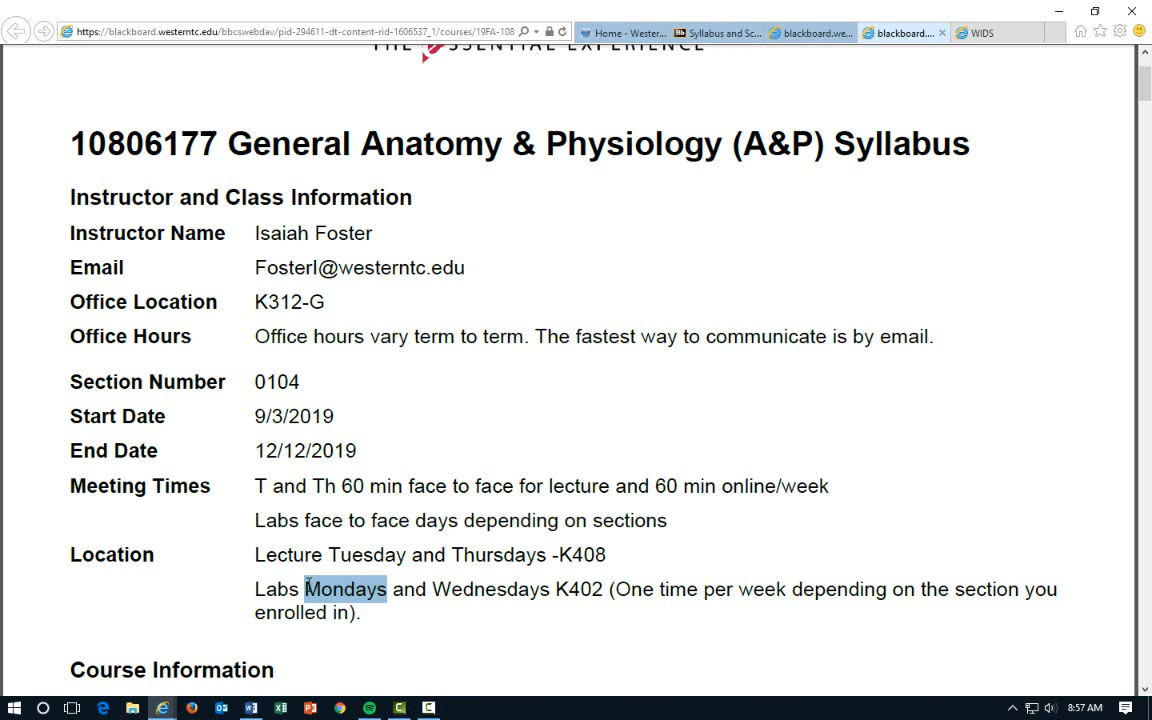 https://blackboard.westerntc.edu/bbcswebdav/pid-294611-dt-content-rid-1606537_1/courses/19FA-108
Home - Wester...
Bb Syllabus and Sc...
blackboard.we...
blackboard....
WIDS
THE ESSENTIAL EXPERIENCE
10806177 General Anatomy & Physiology (A&P) Syllabus
Instructor and Class Information
Instructor Name Isaiah Foster
Email FosterI@westerntc.edu
Office Location K312-G
Office Hours Office hours vary term to term. The fastest way to communicate is by email.
Section Number 0104
Start Date 9/3/2019
End Date 12/12/2019
Meeting Times T and Th 60 min face to face for lecture and 60 min online/week
Labs face to face days depending on sections
Location Lecture Tuesday and Thursdays -K408
Labs Mondays and Wednesdays K402 (One time per week depending on the section you
enrolled in).
Course Information
8:57 AM